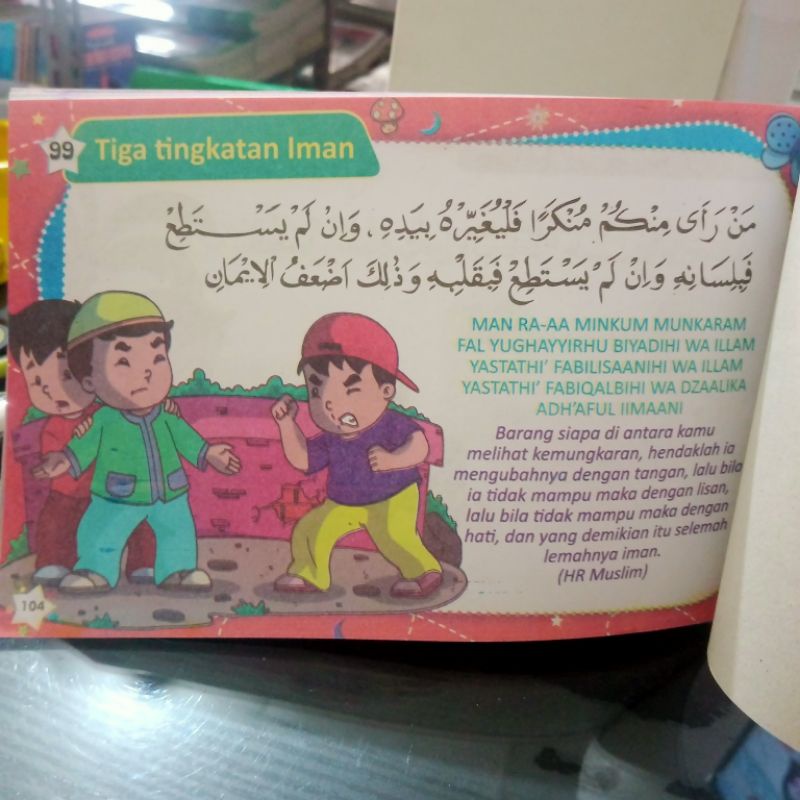 99 Tiga tingkatan Iman
مَنْ رَأَى مِنْكُمْ مُنْكَرًا فَلْيُغَيِّرْهُ بِيَدِهِ، وَاِنْ لَمْ يَسْتَطِعْ
فَبِلِسَانِهِ وَاِنْ لَمْ يَسْتَطِعْ فَبِقَلْبِهِ وَذٰلِكَ اَضْعَفُ الْاِيْمَانِ
MAN RA-AA MINKUM MUNKARAM
FAL YUGHAYYIRHU BIYADIHI WA ILLAM
YASTATHI' FABILISAANIHI WA ILLAM
YASTATHI' FABIQALBIHI WA DZAALIKA
ADH'AFUL IIMAANI
Barang siapa di antara kamu
melihat kemungkaran, hendaklah ia
mengubahnya dengan tangan, lalu bila
ia tidak mampu maka dengan lisan,
lalu bila tidak mampu maka dengan
hati, dan yang demikian itu selemah
lemahnya iman.
(HR Muslim)
104